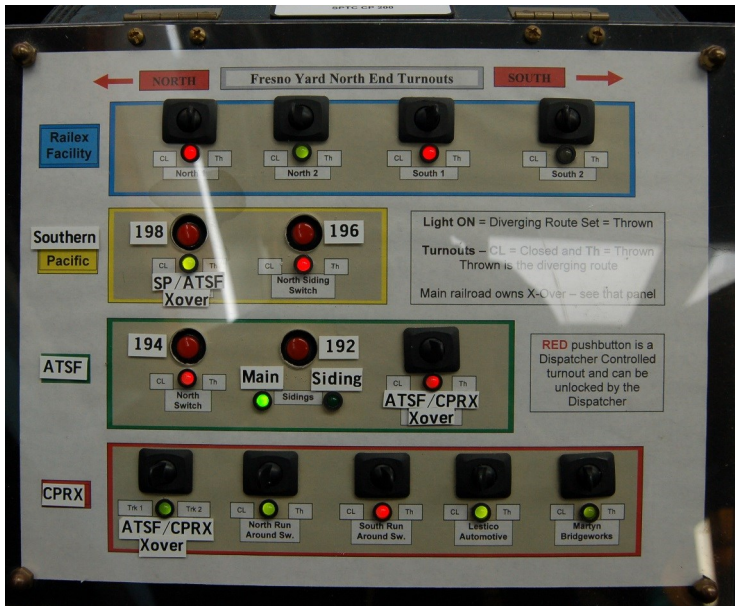 SPTC CP 200
NORTH
Fresno Yard North End Turnouts
SOUTH
Railex
Facility
CL Th
North
CL Th
North 2
CL Th
South 1
CL Th
South 2
Southern
Pacific
198
CL Th
SP/ATSF
Xover
196
CL Th
North Siding
Switch
Light ON = Diverging Route Set = Thrown
Turnouts – CL = Closed and Th = Thrown
Thrown is the diverging route
Main railroad owns X-Over – see that panel
ATSF
194
CL Th
North
Switch
192
Main Siding
Sidings
CL Th
ATSF/CPRX
Xover
RED pushbutton is a
Dispatcher Controlled
turnout and can be
unlocked by the
Dispatcher
CPRX
Trk 1 Trk 2
ATSF/CPRX
Xover
CL Th
North Run
Around Sw.
CL Th
South Run
Around Sw.
CL Th
Lestico
Automotive
CL Th
Martyn
Bridgeworks